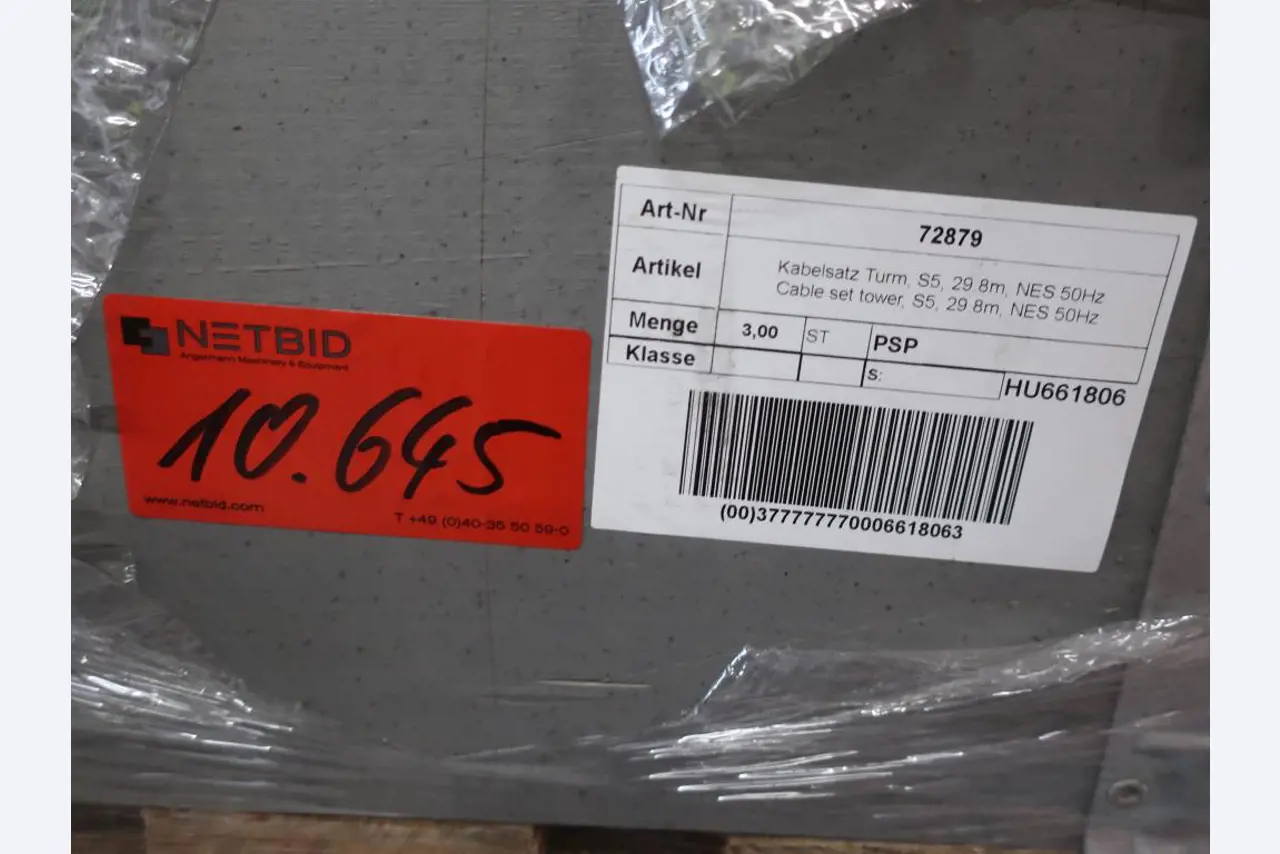 NETBID
Angermann Machinery & Equipment
10.645
www.netbid.com
T +49 (0)40-35 50 59-0
Art-Nr 72879
Artikel Kabelsatz Turm, S5, 29.8m, NES 50Hz
Cable set tower, S5, 29.8m, NES 50Hz
Menge 3,00 ST PSP
Klasse S: HU661806
(00)377777770006618063